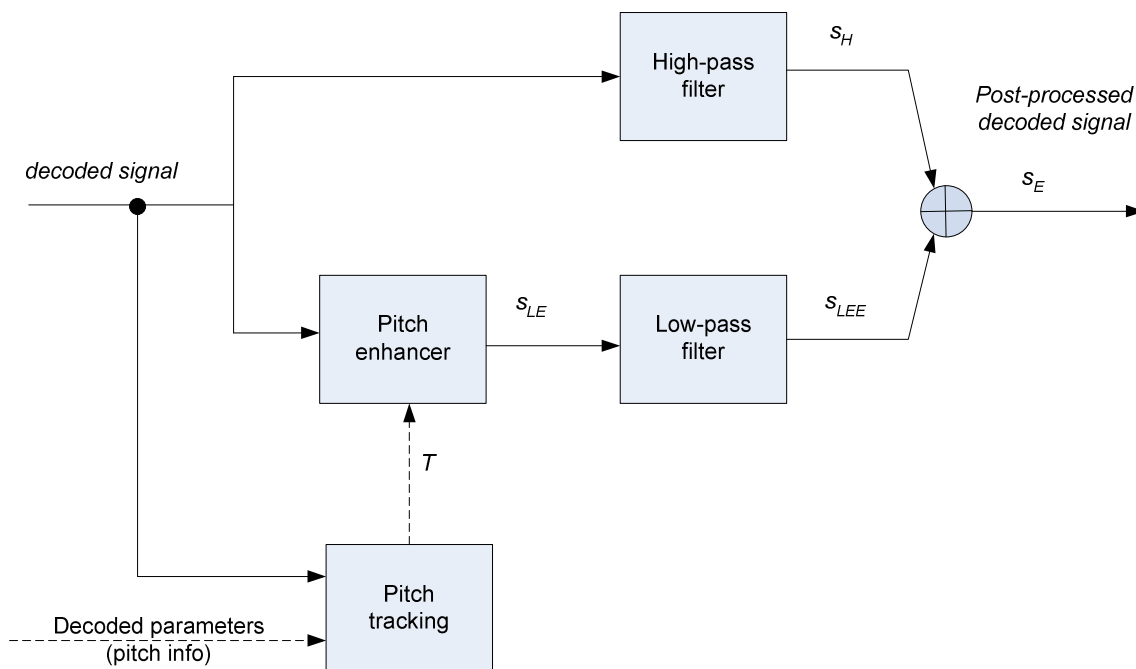 s_H
High-pass
filter
Post-processed
decoded signal
decoded signal
s_E
s_LE
s_LEE
Pitch
enhancer
Low-pass
filter
T
Pitch
tracking
Decoded parameters
(pitch info)